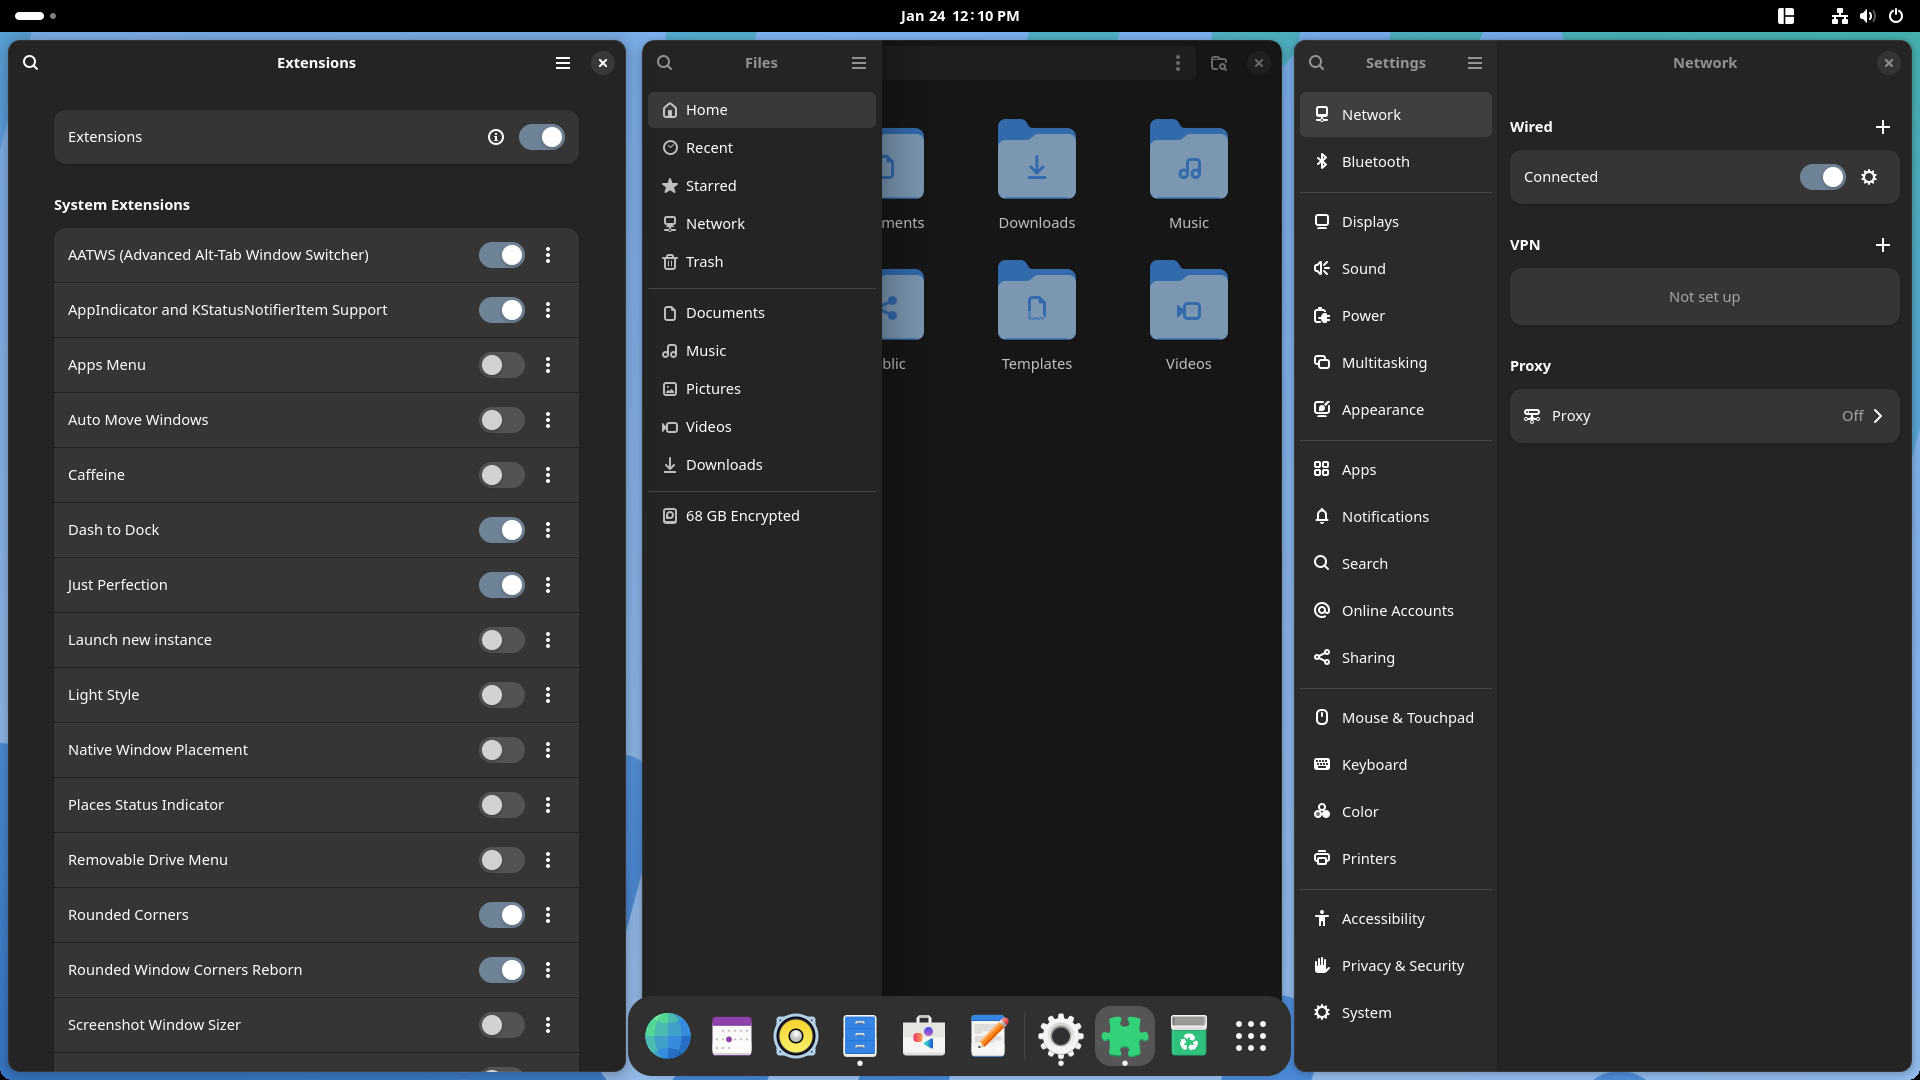 Jan 24 12:10 PM
Extensions
Extensions
System Extensions
AATWS (Advanced Alt-Tab Window Switcher)
AppIndicator and KStatusNotifierItem Support
Apps Menu
Auto Move Windows
Caffeine
Dash to Dock
Just Perfection
Launch new instance
Light Style
Native Window Placement
Places Status Indicator
Removable Drive Menu
Rounded Corners
Rounded Window Corners Reborn
Screenshot Window Sizer
Files
Home
Recent
Starred
Network
Trash
Documents
Music
Pictures
Videos
Downloads
68 GB Encrypted
ments
Downloads
Music
blic
Templates
Videos
Settings
Network
Bluetooth
Displays
Sound
Power
Multitasking
Appearance
Apps
Notifications
Search
Online Accounts
Sharing
Mouse & Touchpad
Keyboard
Color
Printers
Accessibility
Privacy & Security
System
Network
Wired
Connected
VPN
Not set up
Proxy
Proxy Off